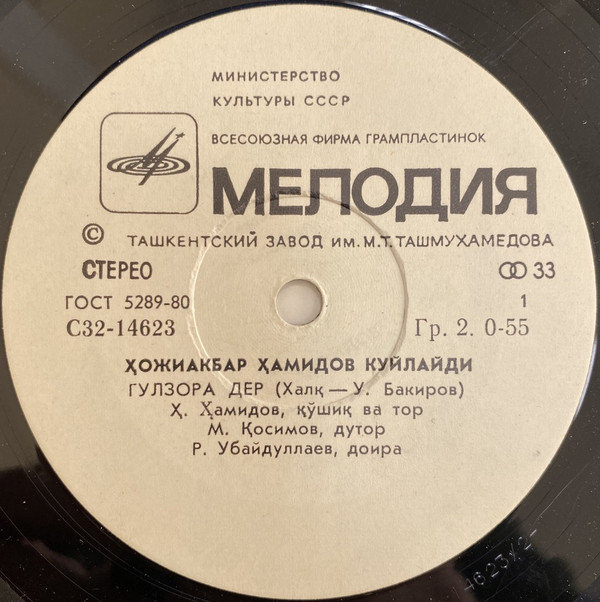 МИНИСТЕРСТВО
КУЛЬТУРЫ СССР
ВСЕСОЮЗНАЯ ФИРМА ГРАМПЛАСТИНОК
МЕЛОДИЯ
© ТАШКЕНТСКИЙ ЗАВОД ИМ. М.Т. ТАШМУХАМЕДОВА
СТЕРЕО 33
ГОСТ 5289-80 1
С32-14623 Гр. 2. 0-55
ҲОЖИАКБАР ҲАМИДОВ КУЙЛАЙДИ
ГУЛЗОРА ДЕР (Халқ — У. Бакиров)
Ҳ. Ҳамидов, қўшиқ ва тор
М. Қосимов, дутор
Р. Убайдуллаев, доира